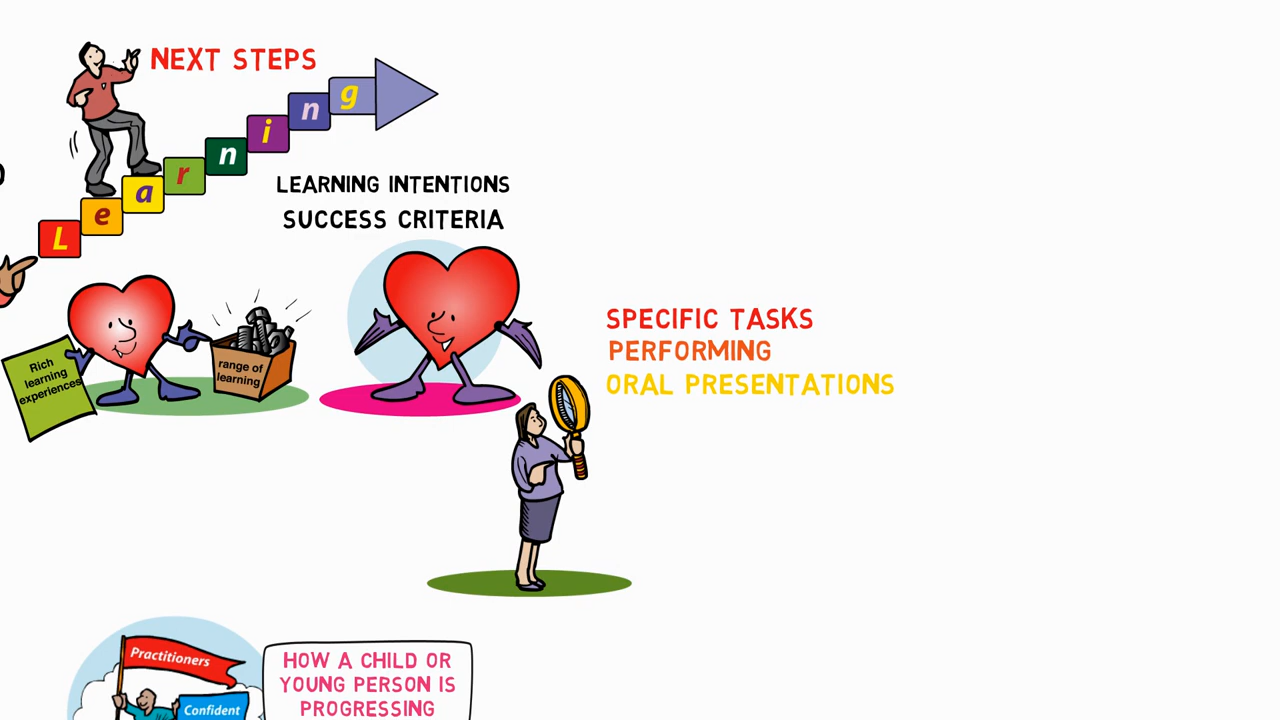 NEXT STEPS
Learning
LEARNING INTENTIONS
SUCCESS CRITERIA
Rich
learning
experiences
range of
learning
SPECIFIC TASKS
PERFORMING
ORAL PRESENTATIONS
Practitioners
Confident
HOW A CHILD OR
YOUNG PERSON IS
PROGRESSING